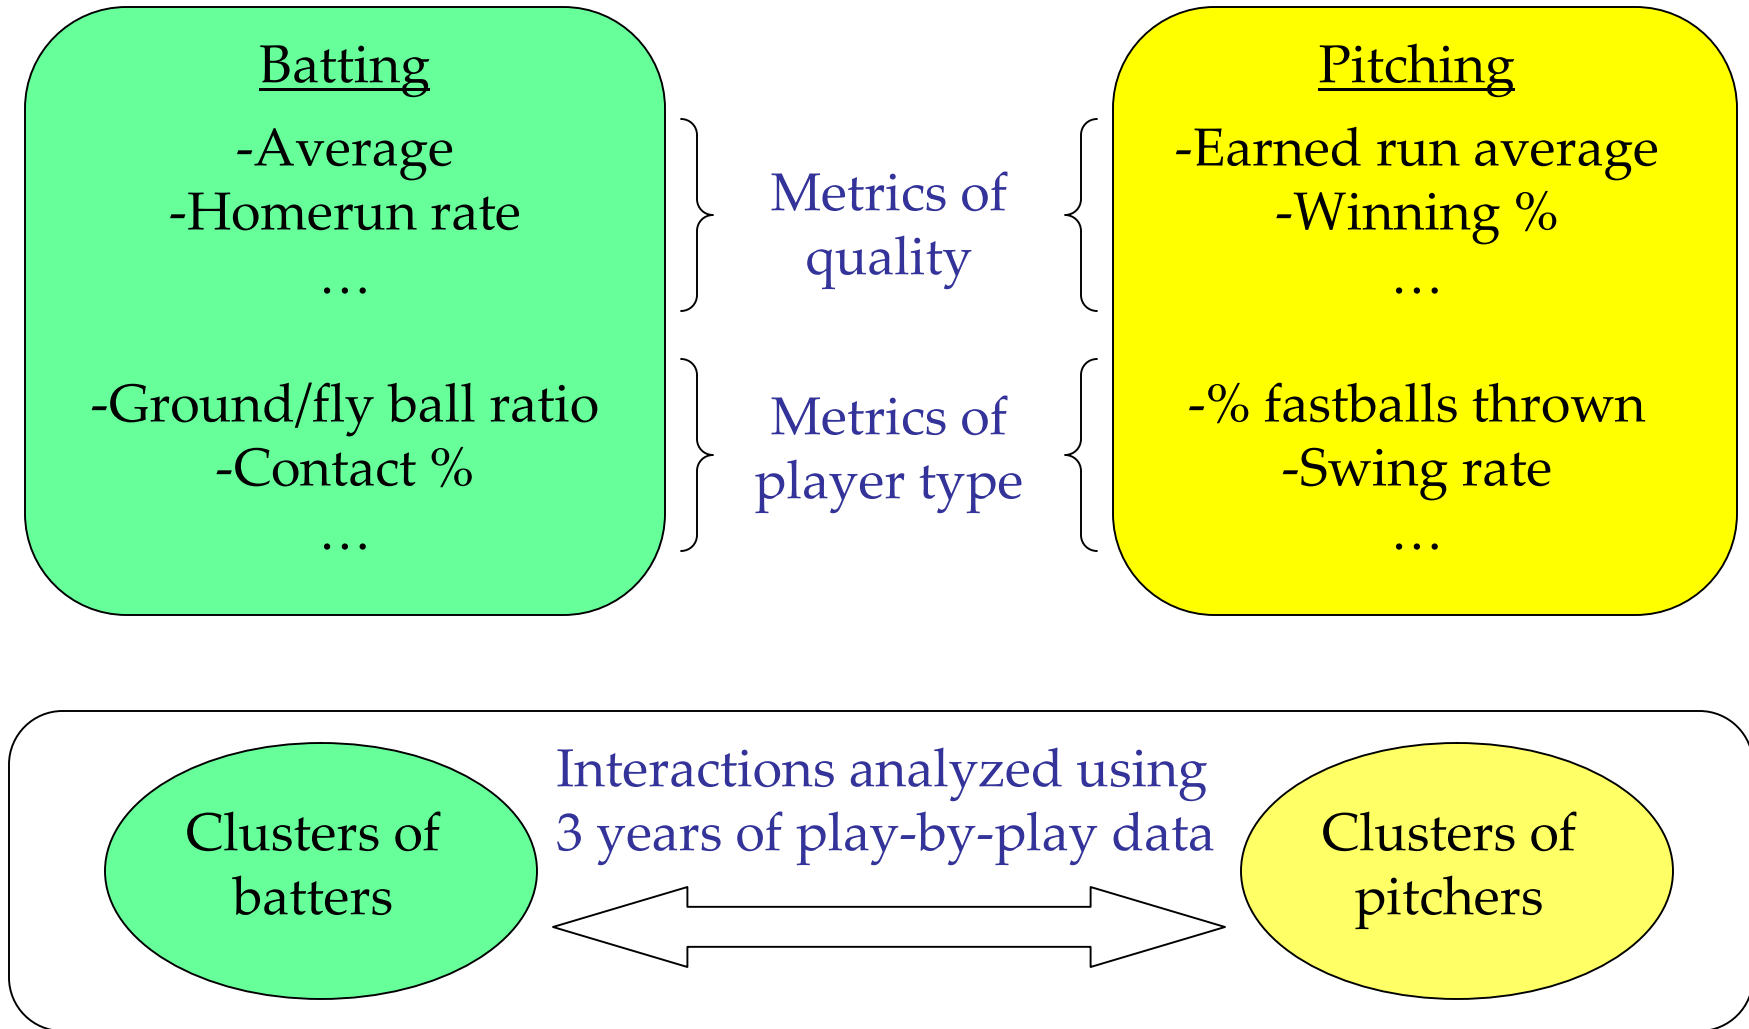 Batting
-Average
-Homerun rate
…
-Ground/fly ball ratio
-Contact %
…
Metrics of
quality
Metrics of
player type
Pitching
-Earned run average
-Winning %
…
-% fastballs thrown
-Swing rate
…
Clusters of
batters
Interactions analyzed using
3 years of play-by-play data
Clusters of
pitchers